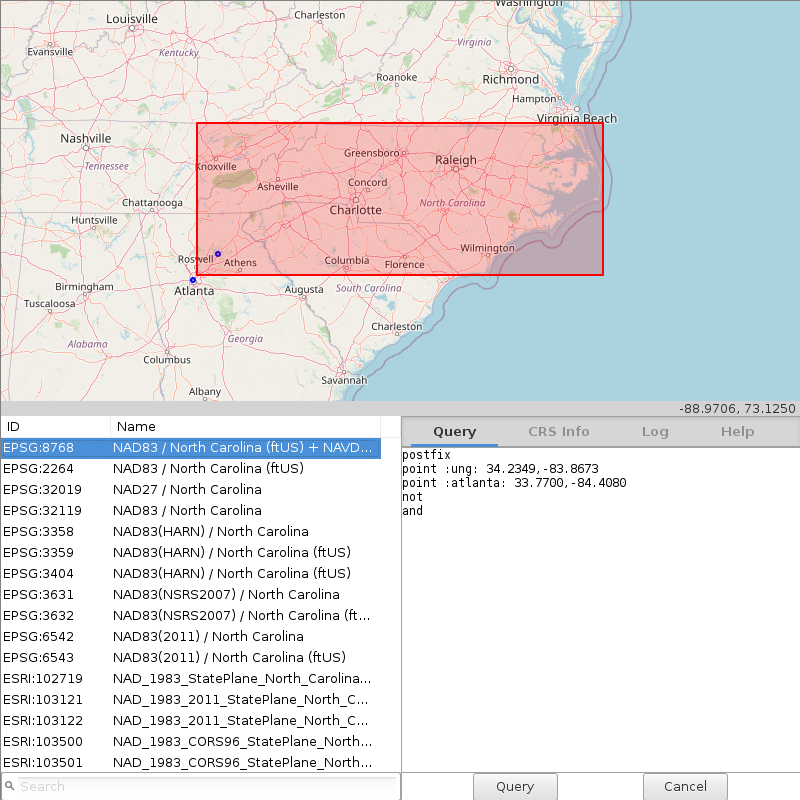 Washington
Louisville
Charleston
Evansville
Kentucky
Virginia
Roanoke
Richmond
Hampton
Virginia Beach
Nashville
Tennessee
Knoxville
Greensboro
Raleigh
Asheville
Concord
Chattanooga
Charlotte
North Carolina
Huntsville
Wilmington
Roswell
Athens
Columbia
Florence
Birmingham
Atlanta
Augusta
South Carolina
Tuscaloosa
Charleston
Alabama
Georgia
Columbus
Savannah
Albany
-88.9706, 73.1250
ID Name
EPSG:8768 NAD83 / North Carolina (ftUS) + NAVD...
EPSG:2264 NAD83 / North Carolina (ftUS)
EPSG:32019 NAD27 / North Carolina
EPSG:32119 NAD83 / North Carolina
EPSG:3358 NAD83(HARN) / North Carolina
EPSG:3359 NAD83(HARN) / North Carolina (ftUS)
EPSG:3404 NAD83(HARN) / North Carolina (ftUS)
EPSG:3631 NAD83(NSRS2007) / North Carolina
EPSG:3632 NAD83(NSRS2007) / North Carolina (ft...
EPSG:6542 NAD83(2011) / North Carolina
EPSG:6543 NAD83(2011) / North Carolina (ftUS)
ESRI:102719 NAD_1983_StatePlane_North_Carolina...
ESRI:103121 NAD_1983_2011_StatePlane_North_C...
ESRI:103122 NAD_1983_2011_StatePlane_North_C...
ESRI:103500 NAD_1983_CORS96_StatePlane_North...
ESRI:103501 NAD_1983_CORS96_StatePlane_North...
Search
Query CRS Info Log Help
postfix
point :ung: 34.2349,-83.8673
point :atlanta: 33.7700,-84.4080
not
and
Query Cancel